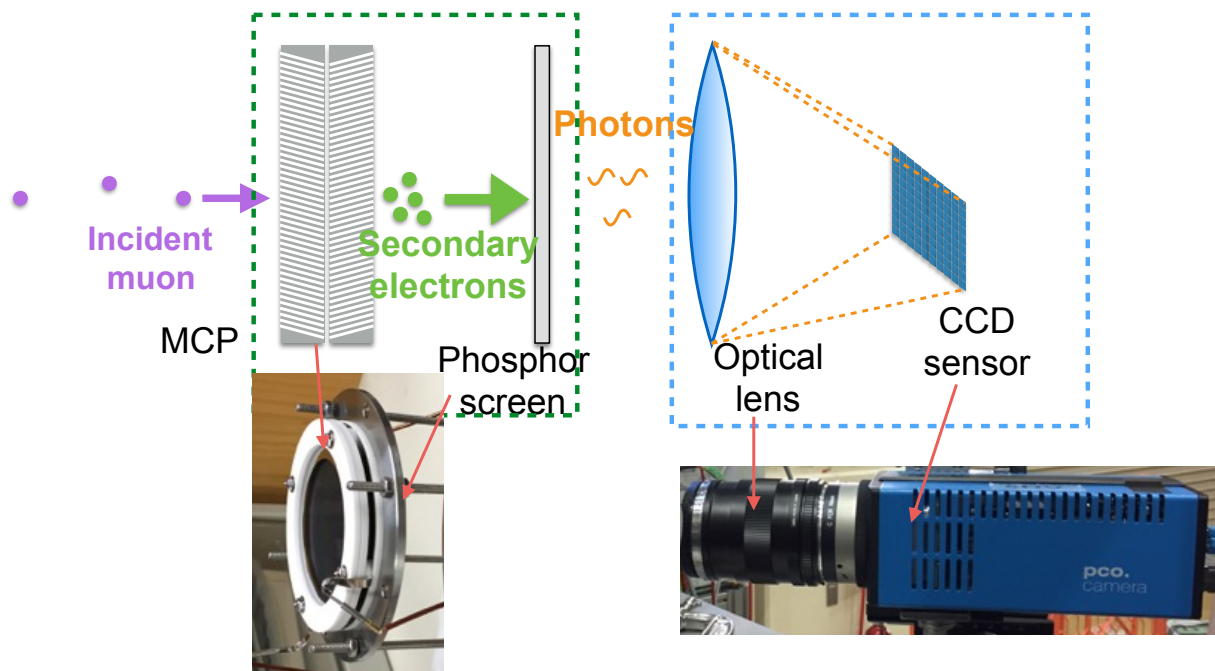 Photons
Incident
muon
Secondary
electrons
MCP
Phosphor
screen
Optical
lens
CCD
sensor
pco.
camera